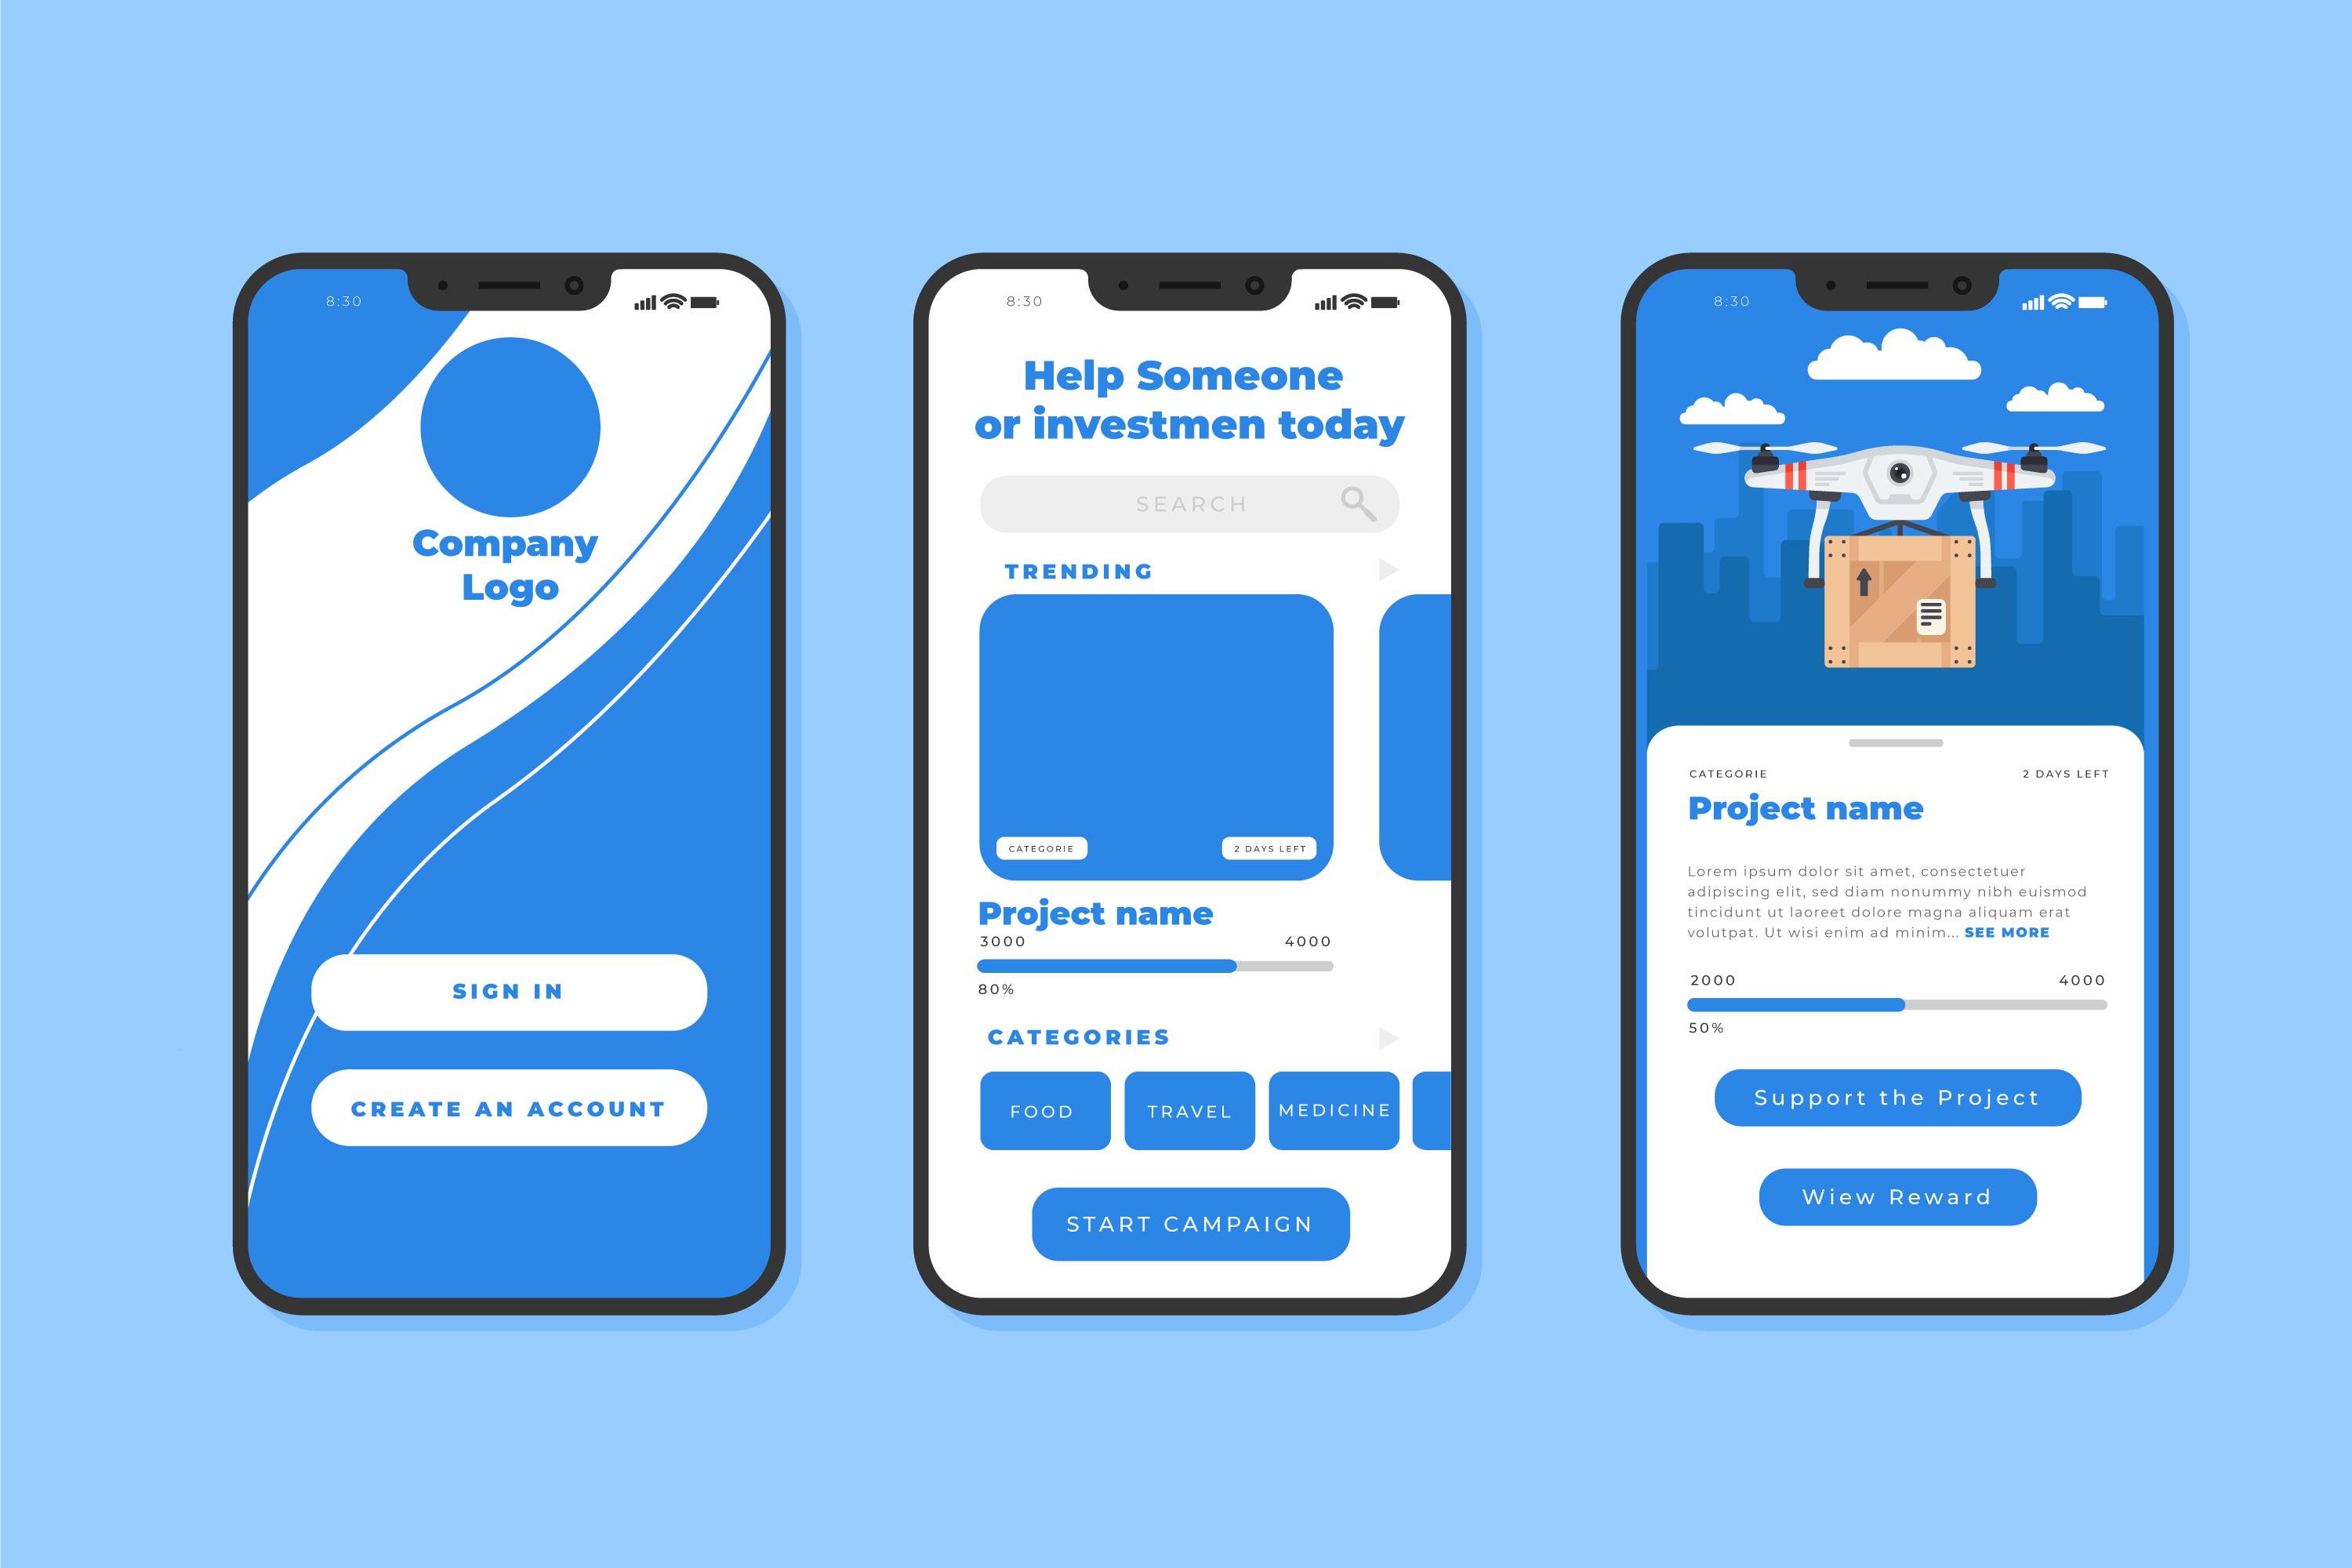 8:30
Company
Logo
SIGN IN
CREATE AN ACCOUNT
8:30
Help Someone
or investmen today
SEARCH
TRENDING
CATEGORIE
2 DAYS LEFT
Project name
3000
4000
80%
CATEGORIES
FOOD
TRAVEL
MEDICINE
START CAMPAIGN
8:30
CATEGORIE
2 DAYS LEFT
Project name
Lorem ipsum dolor sit amet, consectetuer
adipiscing elit, sed diam nonummy nibh euismod
tincidunt ut laoreet dolore magna aliquam erat
volutpat. Ut wisi enim ad minim... SEE MORE
2000
4000
50%
Support the Project
Wiew Reward